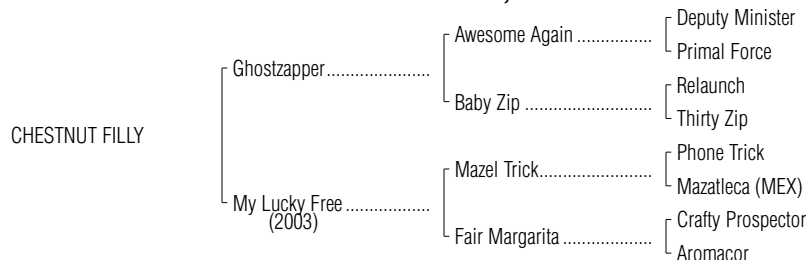 Deputy Minister
Awesome Again ................
Primal Force
Ghostzapper ......................
Relaunch
Baby Zip ..........................
Thirty Zip
CHESTNUT FILLY
Phone Trick
Mazel Trick.......................
Mazatleca (MEX)
My Lucky Free ..................
(2003)
Crafty Prospector
Fair Margarita ...................
Aromacor